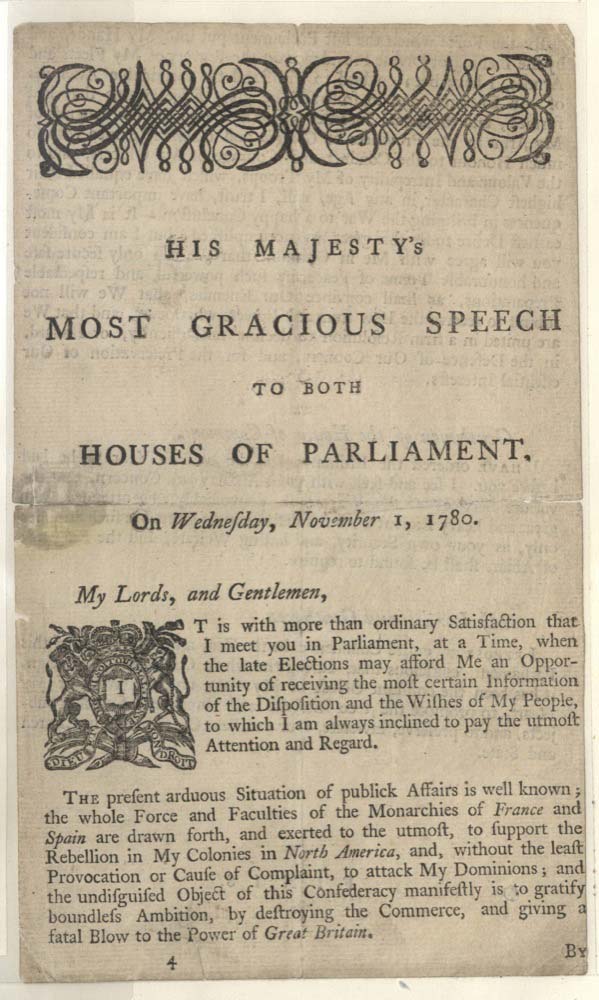 HIS MAJESTY's
MOST GRACIOUS SPEECH
TO BOTH
HOUSES OF PARLIAMENT,
On Wedneſday, November 1, 1780.
My Lords, and Gentlemen,
IT is with more than ordinary Satisfaction that
I meet you in Parliament, at a Time, when
the late Elections may afford Me an Oppor-
tunity of receiving the moſt certain Information
of the Diſpoſition and the Wiſhes of My People,
to which I am always inclined to pay the utmoſt
Attention and Regard.
DIEU ET MON DROIT
THE preſent arduous Situation of publick Affairs is well known;
the whole Force and Faculties of the Monarchies of France and
Spain are drawn forth, and exerted to the utmoſt, to ſupport the
Rebellion in My Colonies in North America, and, without the leaſt
Provocation or Cauſe of Complaint, to attack My Dominions; and
the undiſguiſed Object of this Confederacy manifeſtly is to gratify
boundleſs Ambition, by deſtroying the Commerce, and giving a
fatal Blow to the Power of Great Britain.
4
BY